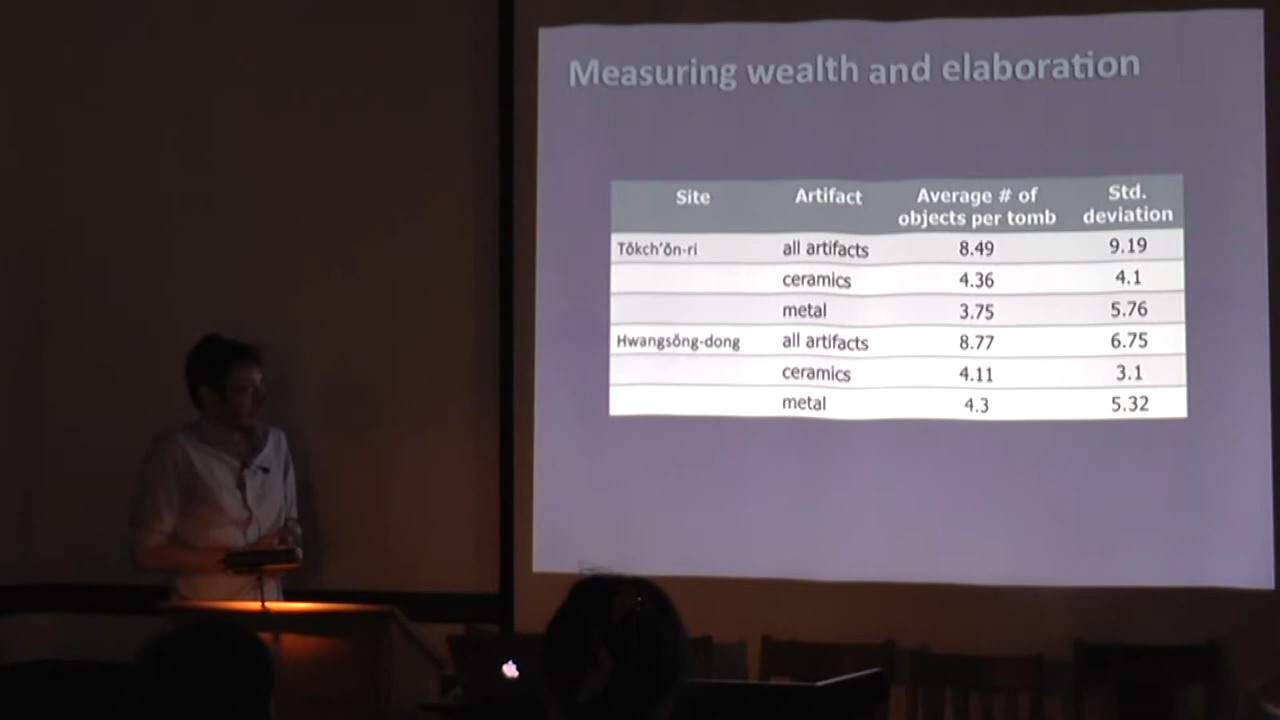 Measuring wealth and elaboration
Site Artifact Average # of objects per tomb Std. deviation
Tŏkch'ŏn-ri all artifacts 8.49 9.19
ceramics 4.36 4.1
metal 3.75 5.76
Hwangsŏng-dong all artifacts 8.77 6.75
ceramics 4.11 3.1
metal 4.3 5.32